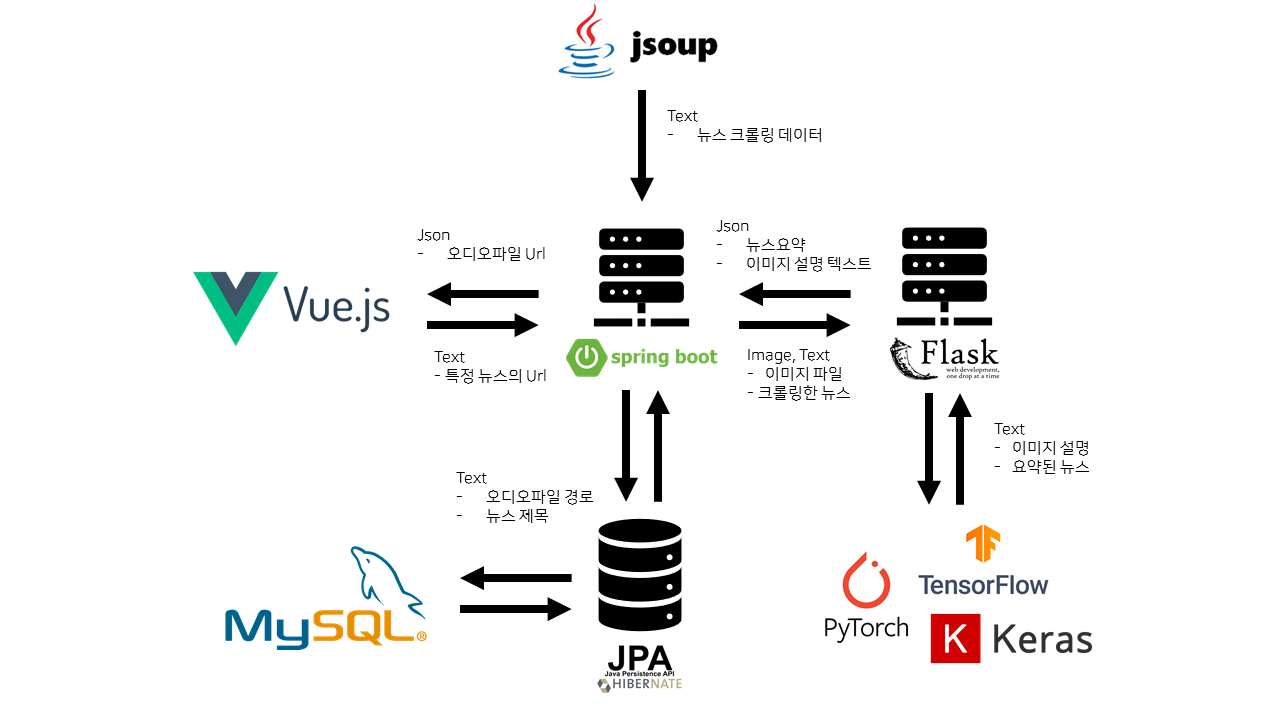 jsoup
Text
- 뉴스 크롤링 데이터
Json
- 오디오파일 Url
Json
- 뉴스요약
- 이미지 설명 텍스트
Vue.js
Text
- 특정 뉴스의 Url
spring boot
Image, Text
- 이미지 파일
- 크롤링한 뉴스
Flask
web development,
one drop at a time
Text
- 이미지 설명
- 요약된 뉴스
Text
- 오디오파일 경로
- 뉴스 제목
MySQL®
JPA
Java Persistence API
HIBERNATE
PyTorch
TensorFlow
K Keras